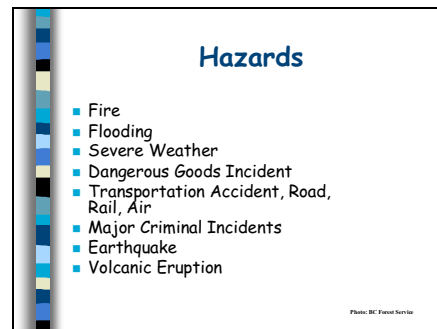 Hazards
Fire
Flooding
Severe Weather
Dangerous Goods Incident
Transportation Accident, Road,
Rail, Air
Major Criminal Incidents
Earthquake
Volcanic Eruption
Photo: BC Forest Service